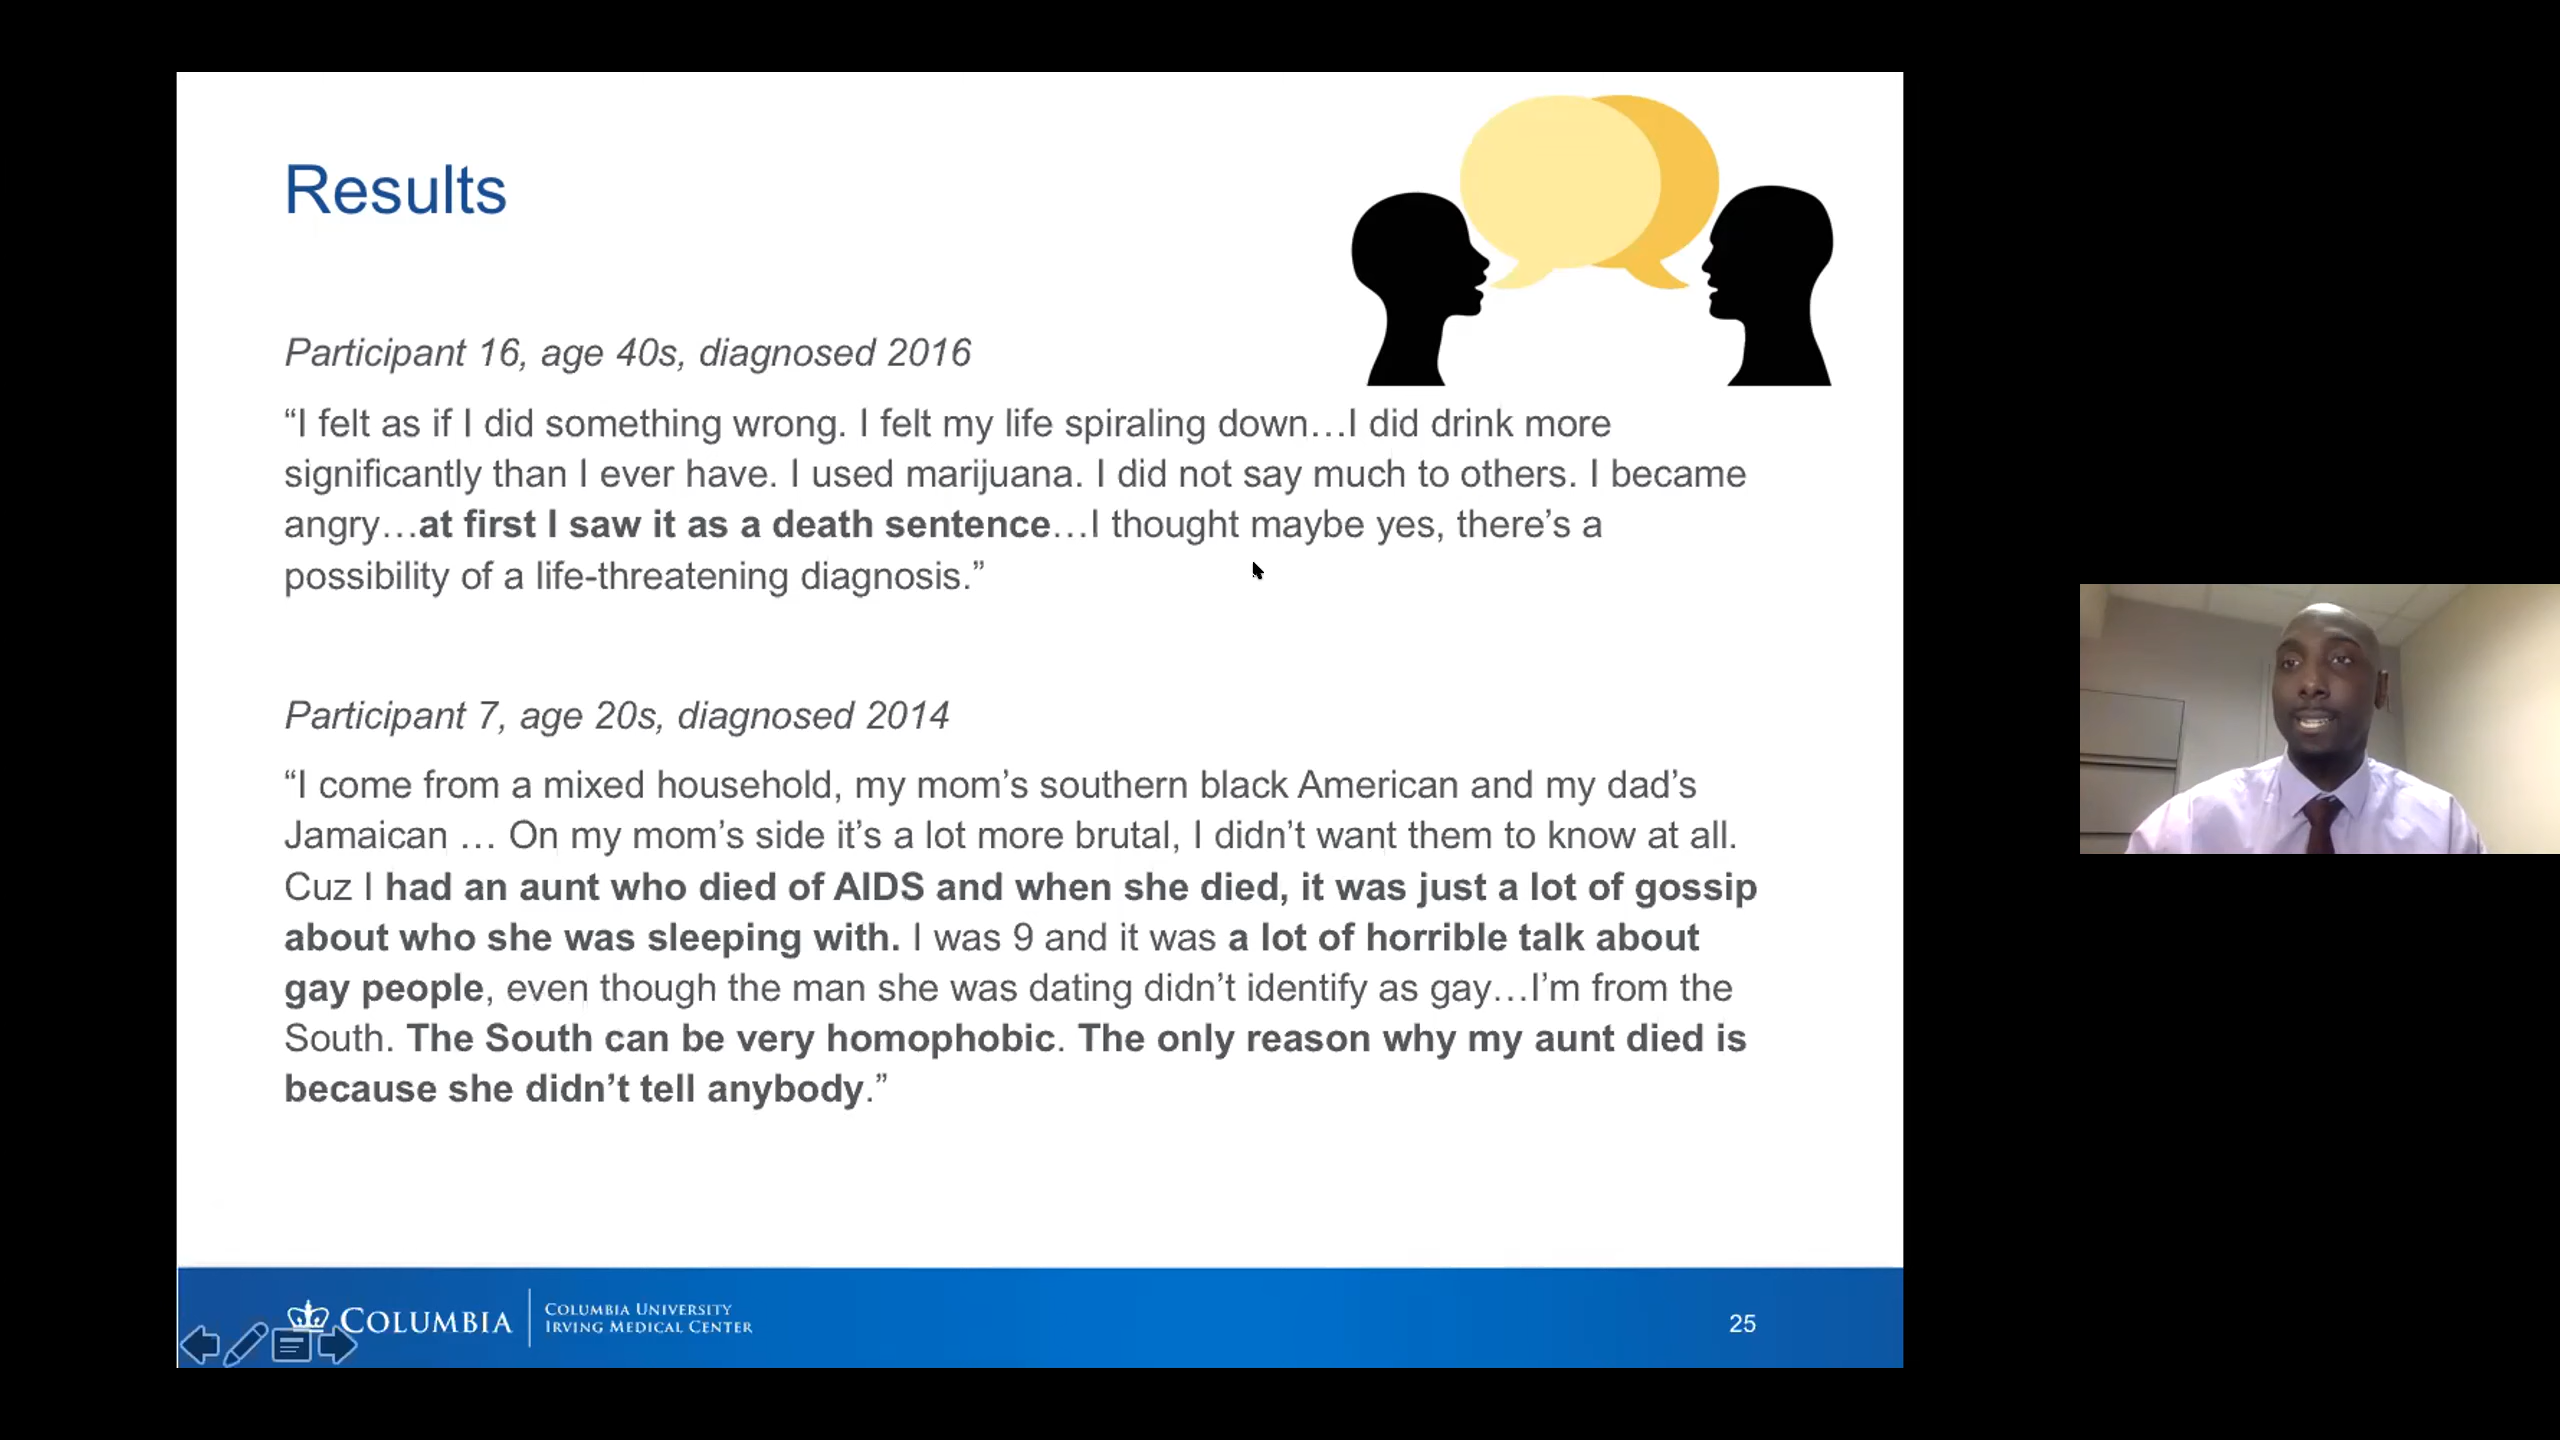 Results
Participant 16, age 40s, diagnosed 2016
“I felt as if I did something wrong. I felt my life spiraling down…I did drink more
significantly than I ever have. I used marijuana. I did not say much to others. I became
angry…at first I saw it as a death sentence…I thought maybe yes, there’s a
possibility of a life-threatening diagnosis.”
Participant 7, age 20s, diagnosed 2014
“I come from a mixed household, my mom’s southern black American and my dad’s
Jamaican … On my mom’s side it’s a lot more brutal, I didn’t want them to know at all.
Cuz I had an aunt who died of AIDS and when she died, it was just a lot of gossip
about who she was sleeping with. I was 9 and it was a lot of horrible talk about
gay people, even though the man she was dating didn’t identify as gay…I’m from the
South. The South can be very homophobic. The only reason why my aunt died is
because she didn’t tell anybody.”
COLUMBIA
COLUMBIA UNIVERSITY
IRVING MEDICAL CENTER
25